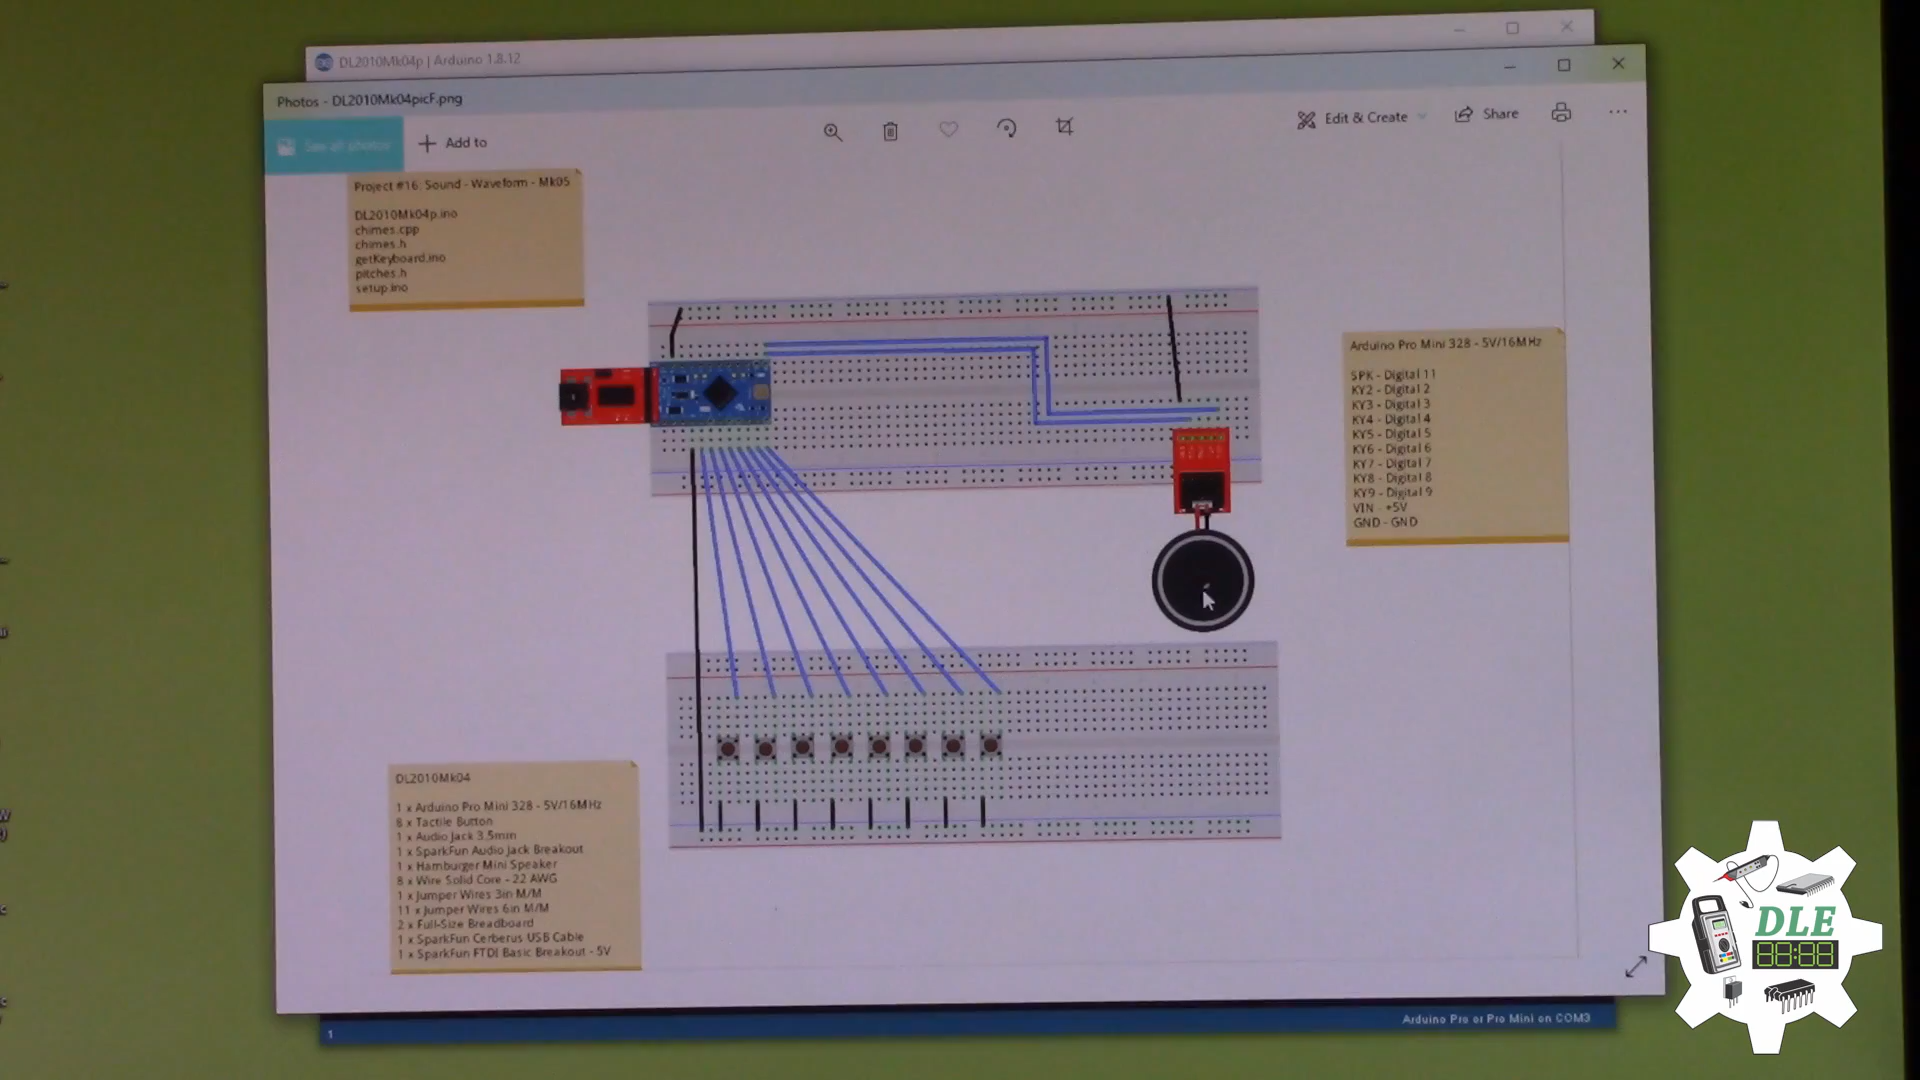 DL2010Mk04p | Arduino 1.8.12
Photos - DL2010Mk04picF.png
See all photos
Add to
Edit & Create
Share
Project #16: Sound - Waveform - Mk05
DL2010Mk04p.ino
chimes.cpp
chimes.h
getKeyboard.ino
pitches.h
setup.ino
Arduino Pro Mini 328 - 5V/16MHz
SPK - Digital 11
KY2 - Digital 2
KY3 - Digital 3
KY4 - Digital 4
KY5 - Digital 5
KY6 - Digital 6
KY7 - Digital 7
KY8 - Digital 8
KY9 - Digital 9
VIN - +5V
GND - GND
DL2010Mk04
1 x Arduino Pro Mini 328 - 5V/16MHz
8 x Tactile Button
1 x Audio Jack 3.5mm
1 x SparkFun Audio Jack Breakout
1 x Hamburger Mini Speaker
8 x Wire Solid Core - 22 AWG
1 x Jumper Wires 3in M/M
11 x Jumper Wires 6in M/M
2 x Full-Size Breadboard
1 x SparkFun Cerberus USB Cable
1 x SparkFun FTDI Basic Breakout - 5V
1
Arduino Pro or Pro Mini on COM3
DLE
88:88